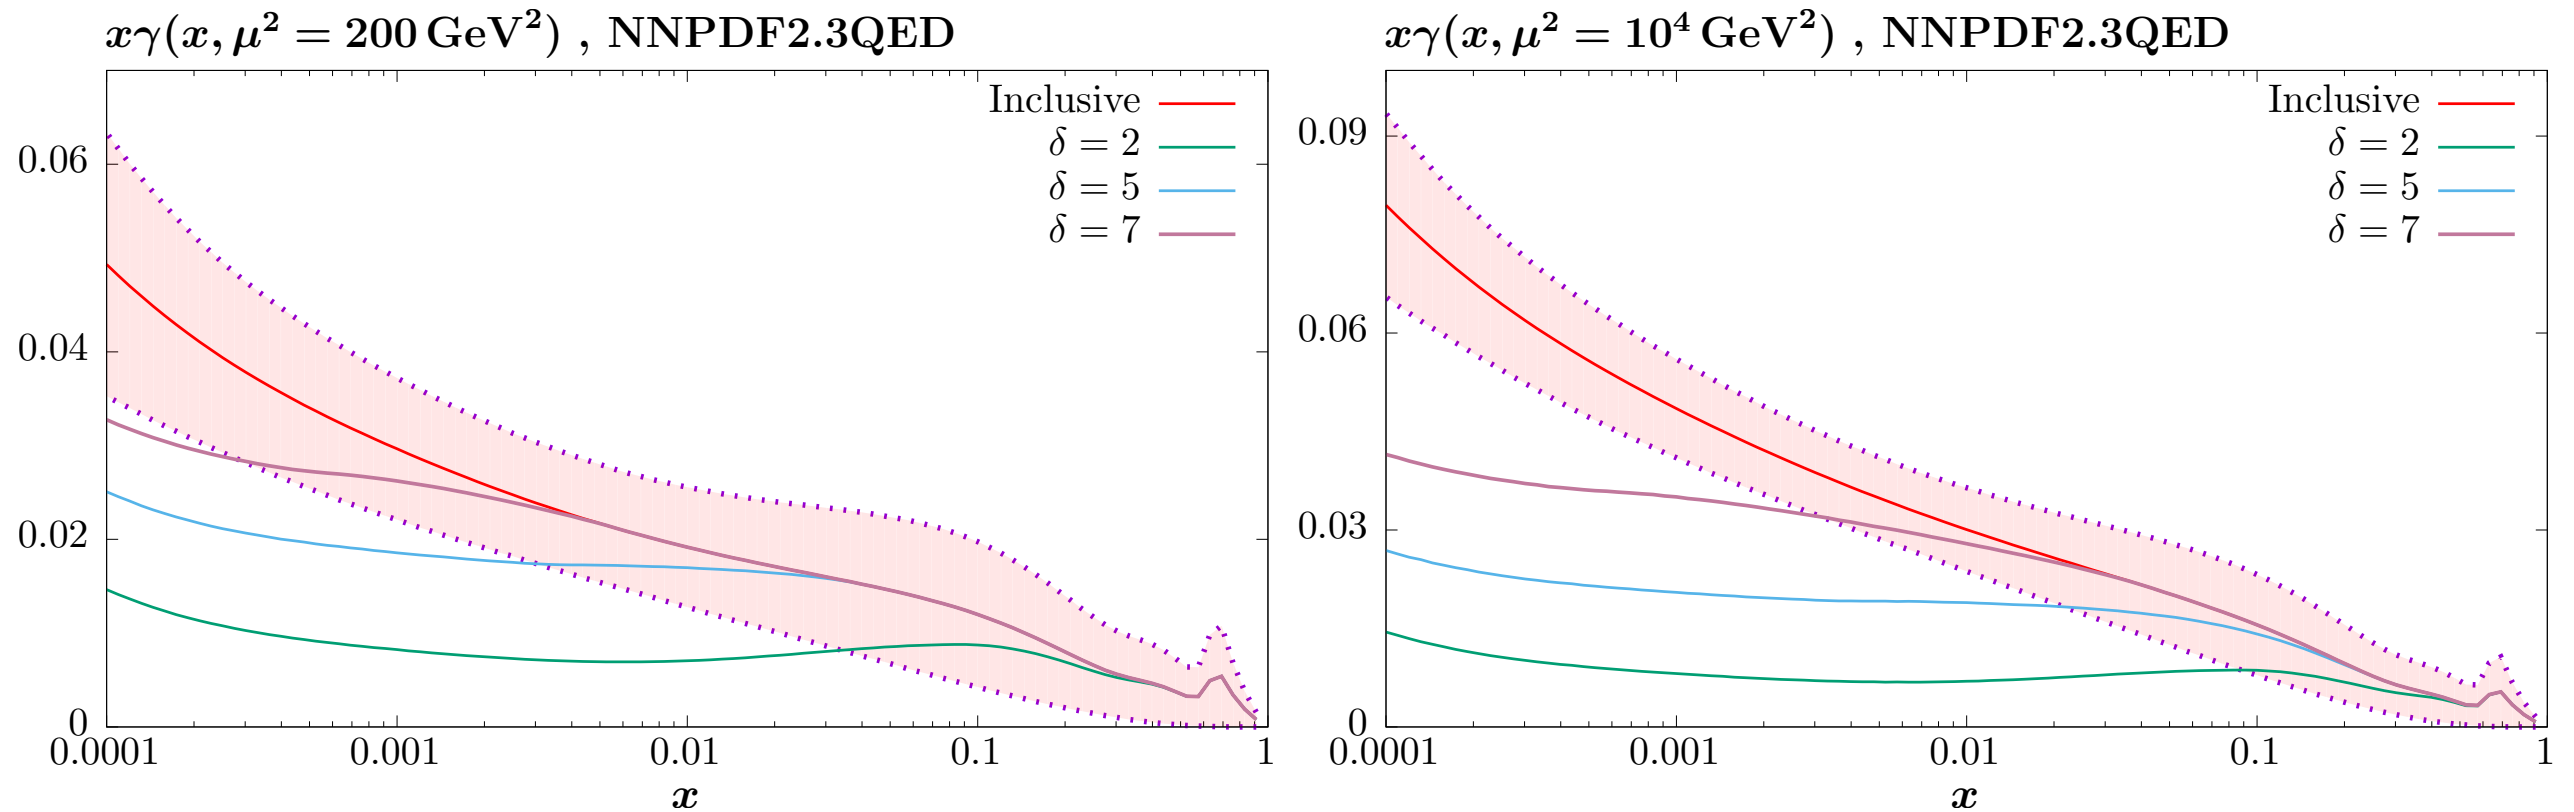 xγ(x, μ² = 200 GeV²) , NNPDF2.3QED
Inclusive
δ = 2
δ = 5
δ = 7
0.06
0.04
0.02
0
0.0001 0.001 0.01 0.1 1
x
xγ(x, μ² = 10⁴ GeV²) , NNPDF2.3QED
Inclusive
δ = 2
δ = 5
δ = 7
0.09
0.06
0.03
0
0.0001 0.001 0.01 0.1 1
x